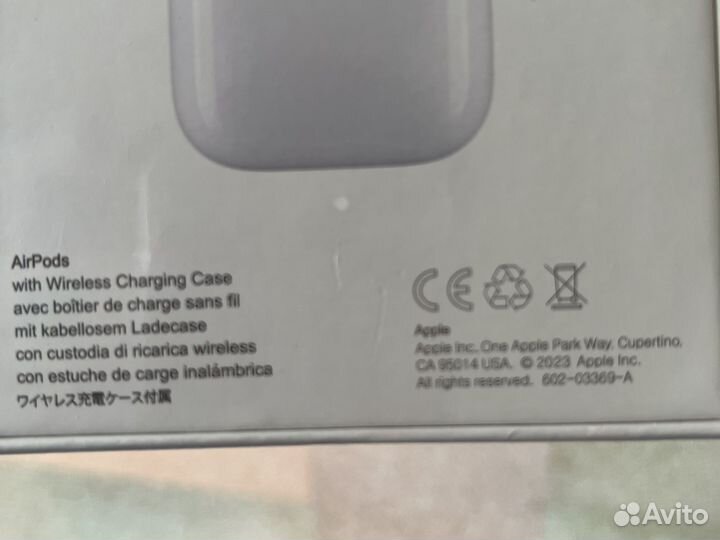 AirPods
with Wireless Charging Case
avec boîtier de charge sans fil
mit kabellosem Ladecase
con custodia di ricarica wireless
con estuche de carga inalámbrica
ワイヤレス充電ケース付属
CE
Apple
Apple Inc. One Apple Park Way, Cupertino,
CA 95014 USA. © 2023 Apple Inc.
All rights reserved. 602-03369-A
Avito